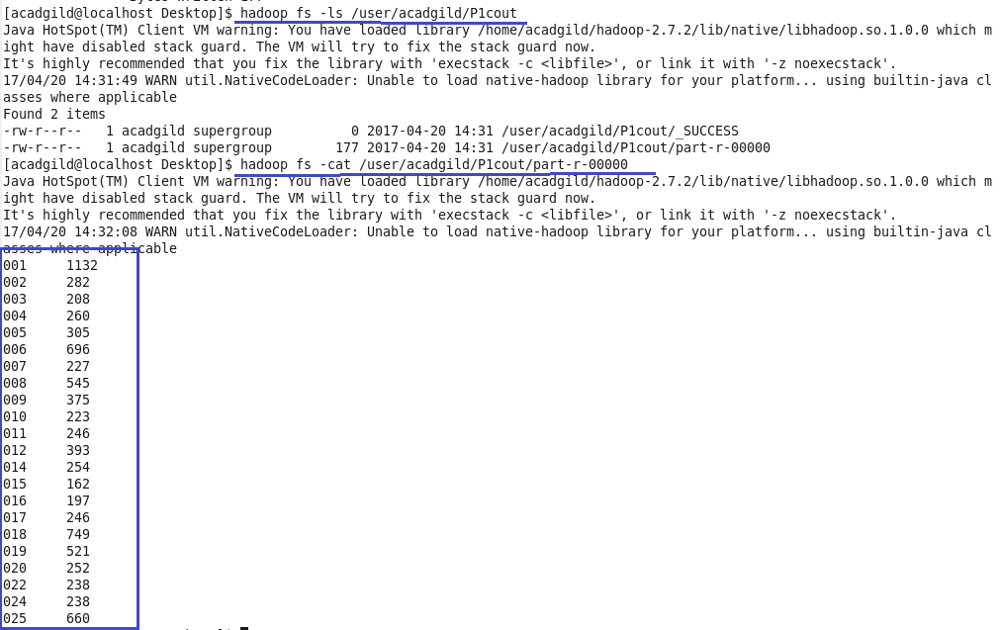 [acadgild@localhost Desktop]$ hadoop fs -ls /user/acadgild/P1cout
Java HotSpot(TM) Client VM warning: You have loaded library /home/acadgild/hadoop-2.7.2/lib/native/libhadoop.so.1.0.0 which m
ight have disabled stack guard. The VM will try to fix the stack guard now.
It's highly recommended that you fix the library with 'execstack -c <libfile>', or link it with '-z noexecstack'.
17/04/20 14:31:49 WARN util.NativeCodeLoader: Unable to load native-hadoop library for your platform... using builtin-java cl
asses where applicable
Found 2 items
-rw-r--r--   1 acadgild supergroup          0 2017-04-20 14:31 /user/acadgild/P1cout/_SUCCESS
-rw-r--r--   1 acadgild supergroup        177 2017-04-20 14:31 /user/acadgild/P1cout/part-r-00000
[acadgild@localhost Desktop]$ hadoop fs -cat /user/acadgild/P1cout/part-r-00000
Java HotSpot(TM) Client VM warning: You have loaded library /home/acadgild/hadoop-2.7.2/lib/native/libhadoop.so.1.0.0 which m
ight have disabled stack guard. The VM will try to fix the stack guard now.
It's highly recommended that you fix the library with 'execstack -c <libfile>', or link it with '-z noexecstack'.
17/04/20 14:32:08 WARN util.NativeCodeLoader: Unable to load native-hadoop library for your platform... using builtin-java cl
asses where applicable
001     1132
002     282
003     208
004     260
005     305
006     696
007     227
008     545
009     375
010     223
011     246
012     393
014     254
015     162
016     197
017     246
018     749
019     521
020     252
022     238
024     238
025     660